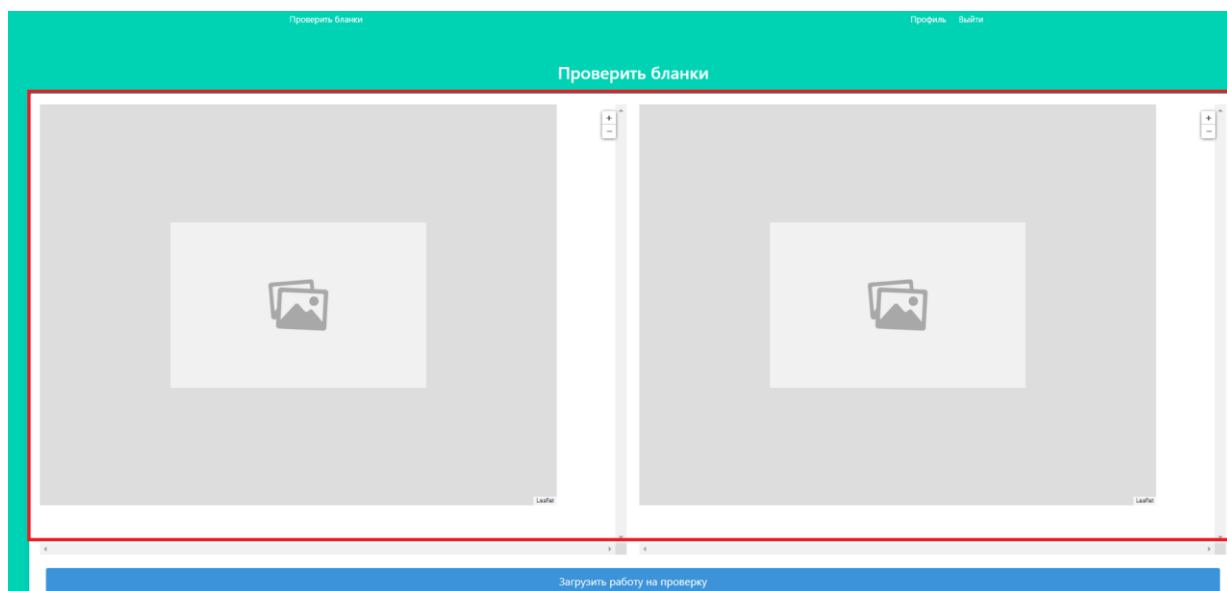 Проверить бланки
Профиль Выйти
Проверить бланки
+
−
+
−
Leaflet
Leaflet
Загрузить работу на проверку